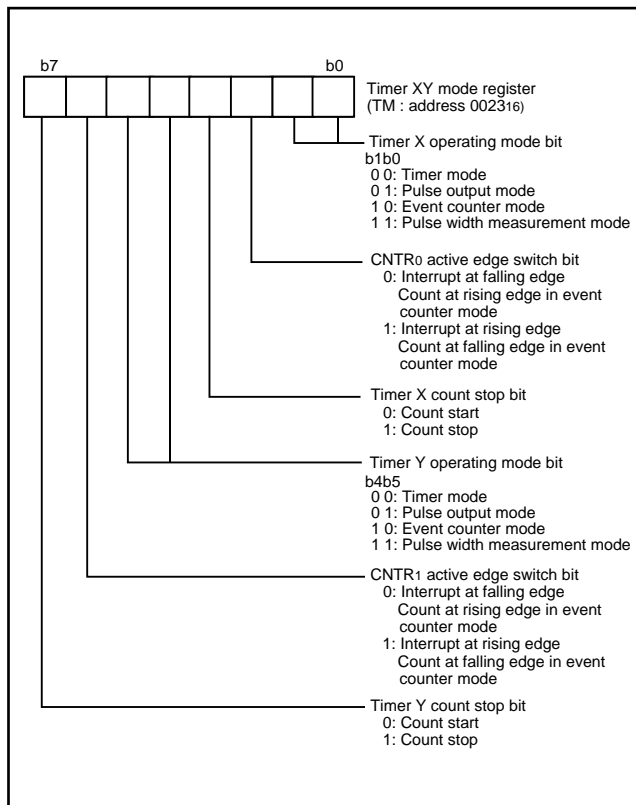 b7 b0
Timer XY mode register
(TM : address 002316)
Timer X operating mode bit
b1b0
0 0: Timer mode
0 1: Pulse output mode
1 0: Event counter mode
1 1: Pulse width measurement mode
CNTR0 active edge switch bit
0: Interrupt at falling edge
Count at rising edge in event
counter mode
1: Interrupt at rising edge
Count at falling edge in event
counter mode
Timer X count stop bit
0: Count start
1: Count stop
Timer Y operating mode bit
b4b5
0 0: Timer mode
0 1: Pulse output mode
1 0: Event counter mode
1 1: Pulse width measurement mode
CNTR1 active edge switch bit
0: Interrupt at falling edge
Count at rising edge in event
counter mode
1: Interrupt at rising edge
Count at falling edge in event
counter mode
Timer Y count stop bit
0: Count start
1: Count stop